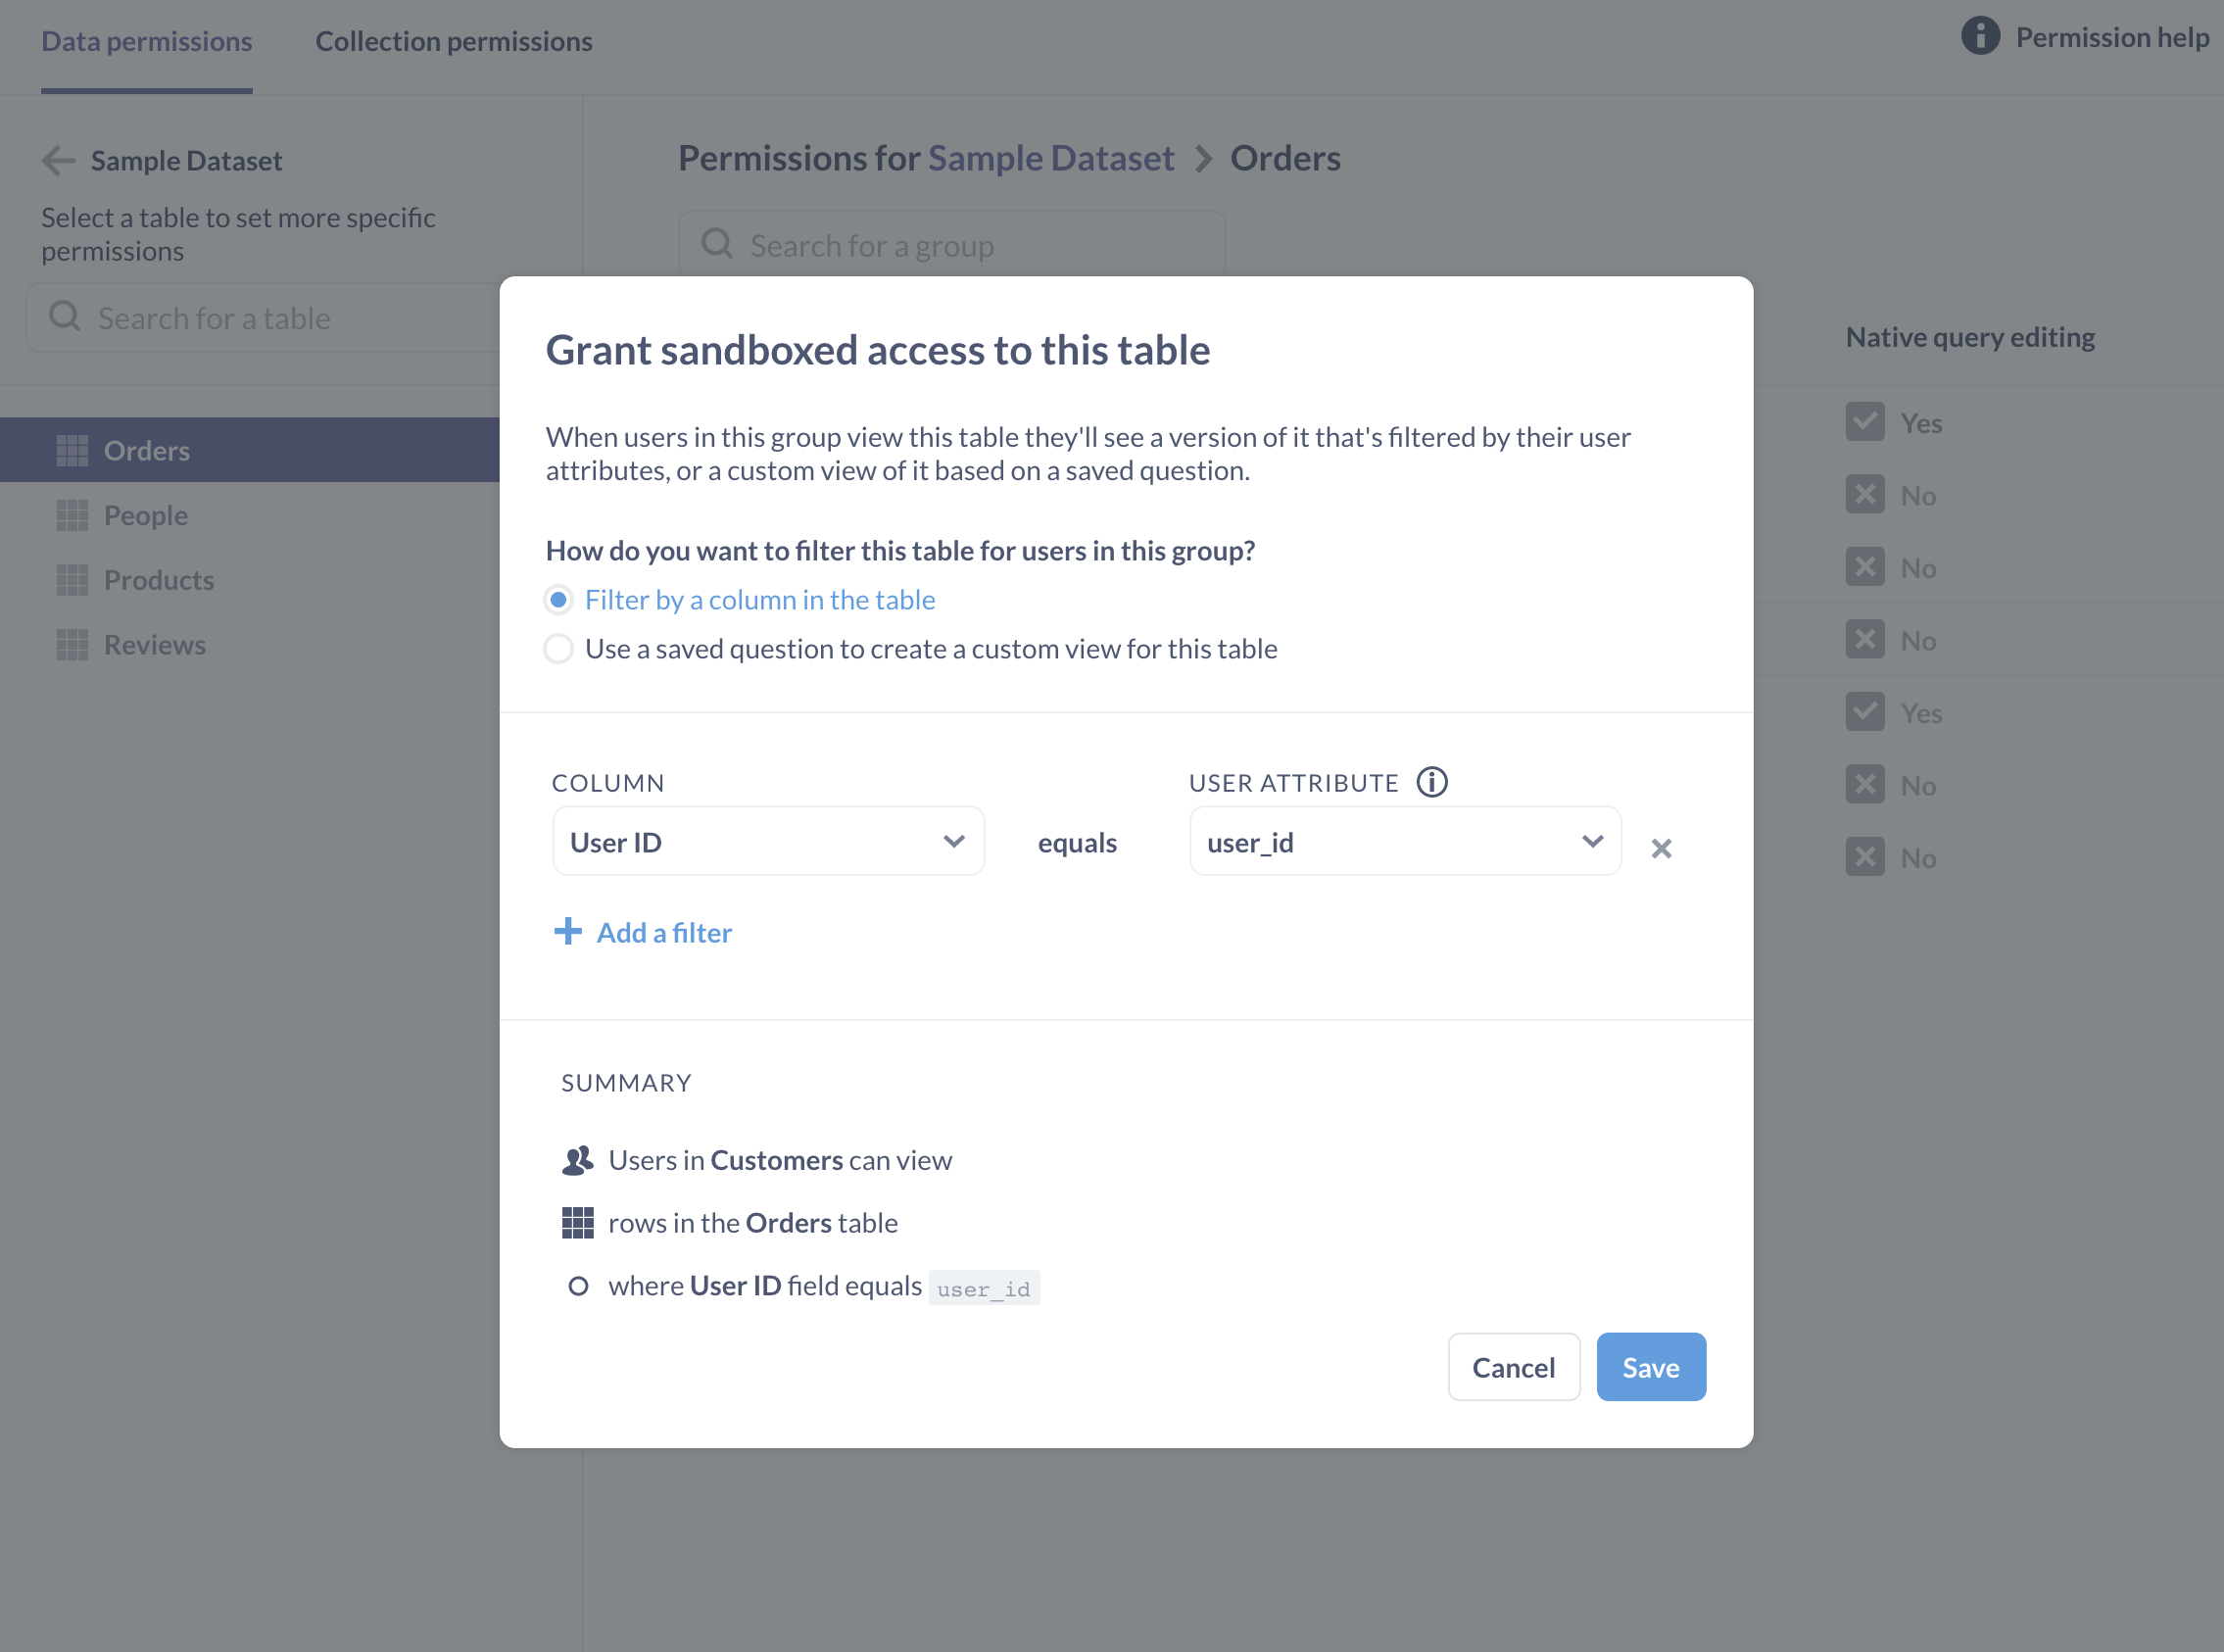 Data permissions
Collection permissions
Permission help
Sample Dataset
Select a table to set more specific
permissions
Search for a table
Orders
People
Products
Reviews
Permissions for Sample Dataset > Orders
Search for a group
Native query editing
Yes
No
No
No
Yes
No
No
Grant sandboxed access to this table
When users in this group view this table they'll see a version of it that's filtered by their user
attributes, or a custom view of it based on a saved question.
How do you want to filter this table for users in this group?
Filter by a column in the table
Use a saved question to create a custom view for this table
COLUMN
USER ATTRIBUTE
User ID
equals
user_id
Add a filter
SUMMARY
Users in Customers can view
rows in the Orders table
where User ID field equals user_id
Cancel
Save